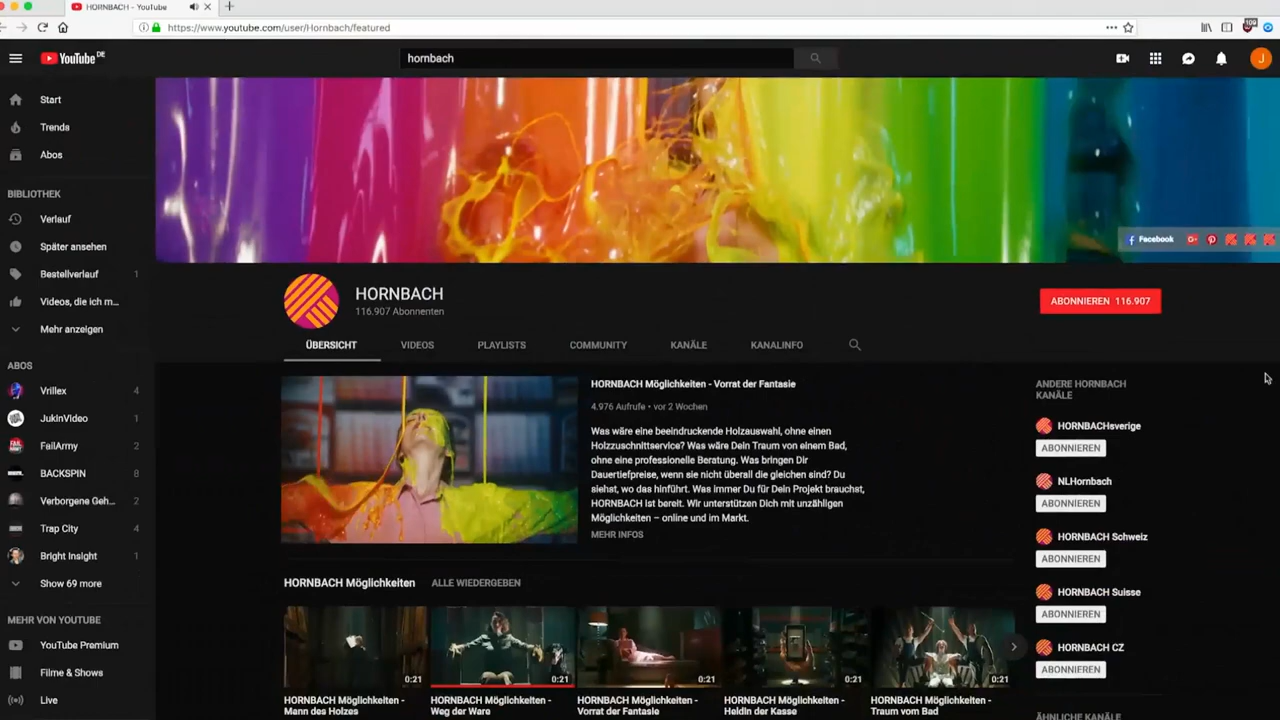 HORNBACH - YouTube
https://www.youtube.com/user/Hornbach/featured
109
YouTube DE
hornbach
J
Start
Trends
Abos
BIBLIOTHEK
Verlauf
Später ansehen
Bestellverlauf 1
Videos, die ich m...
Mehr anzeigen
ABOS
Vrillex 4
JukinVideo 1
FailArmy 2
BACKSPIN 8
Verborgene Geh... 2
Trap City 4
Bright Insight 4
Show 69 more
MEHR VON YOUTUBE
YouTube Premium
Filme & Shows
Live
Facebook
HORNBACH
116.907 Abonnenten
ABONNIEREN 116.907
ÜBERSICHT VIDEOS PLAYLISTS COMMUNITY KANÄLE KANALINFO
HORNBACH Möglichkeiten - Vorrat der Fantasie
4.976 Aufrufe • vor 2 Wochen
Was wäre eine beeindruckende Holzauswahl, ohne einen
Holzzuschnittservice? Was wäre Dein Traum von einem Bad,
ohne eine professionelle Beratung. Was bringen Dir
Dauertiefpreise, wenn sie nicht überall die gleichen sind? Du
siehst, wo das hinführt. Was immer Du für Dein Projekt brauchst,
HORNBACH ist bereit. Wir unterstützen Dich mit unzähligen
Möglichkeiten – online und im Markt.
MEHR INFOS
ANDERE HORNBACH
KANÄLE
HORNBACHsverige
ABONNIEREN
NLHornbach
ABONNIEREN
HORNBACH Schweiz
ABONNIEREN
HORNBACH Suisse
ABONNIEREN
HORNBACH CZ
ABONNIEREN
ÄHNLICHE KANÄLE
HORNBACH Möglichkeiten ALLE WIEDERGEBEN
0:21 0:21 0:21 0:21 0:21
HORNBACH Möglichkeiten -
Mann des Holzes
HORNBACH Möglichkeiten -
Weg der Ware
HORNBACH Möglichkeiten -
Vorrat der Fantasie
HORNBACH Möglichkeiten -
HeldIn der Kasse
HORNBACH Möglichkeiten -
Traum vom Bad